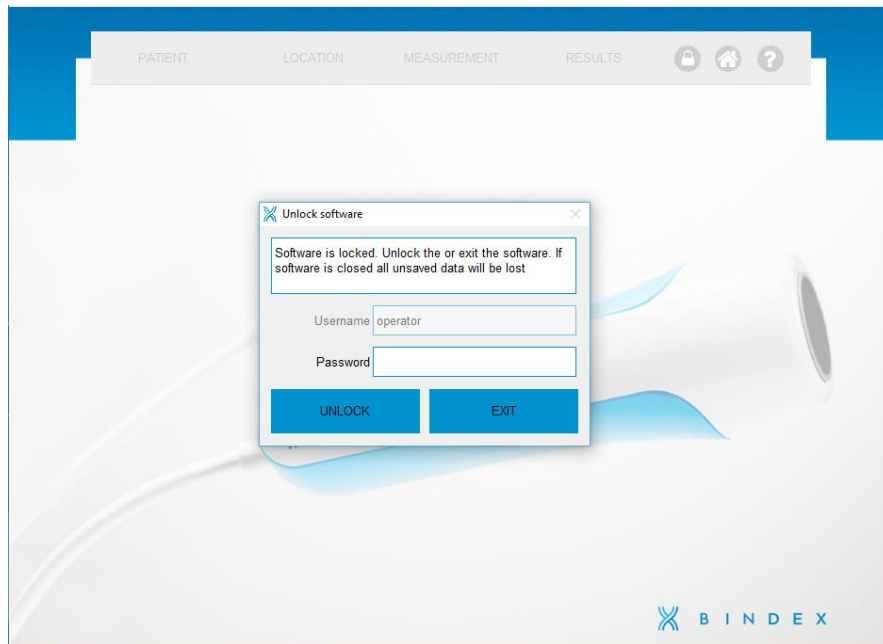 PATIENT LOCATION MEASUREMENT RESULTS ?
Unlock software
Software is locked. Unlock the or exit the software. If
software is closed all unsaved data will be lost
Username operator
Password
UNLOCK EXIT
BINDEX